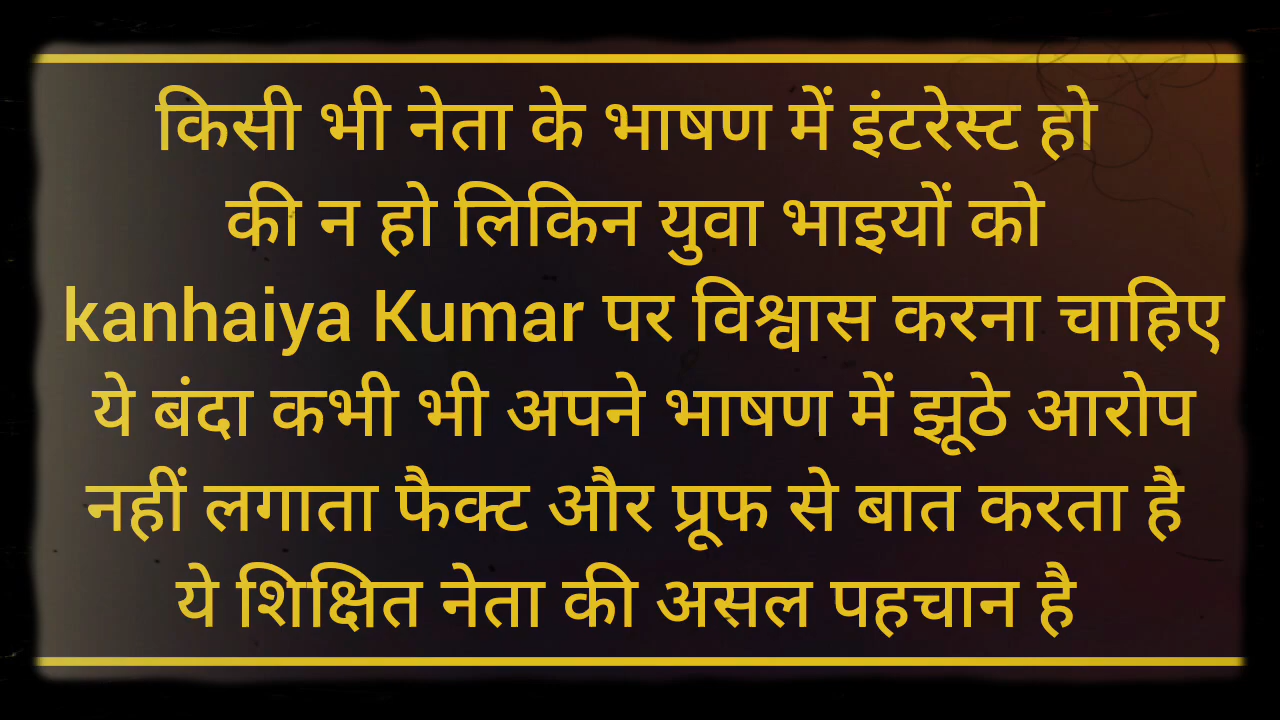 किसी भी नेता के भाषण में इंटरेस्ट हो
की न हो लिकिन युवा भाइयों को
kanhaiya Kumar पर विश्वास करना चाहिए
ये बंदा कभी भी अपने भाषण में झूठे आरोप
नहीं लगाता फैक्ट और प्रूफ से बात करता है
ये शिक्षित नेता की असल पहचान है